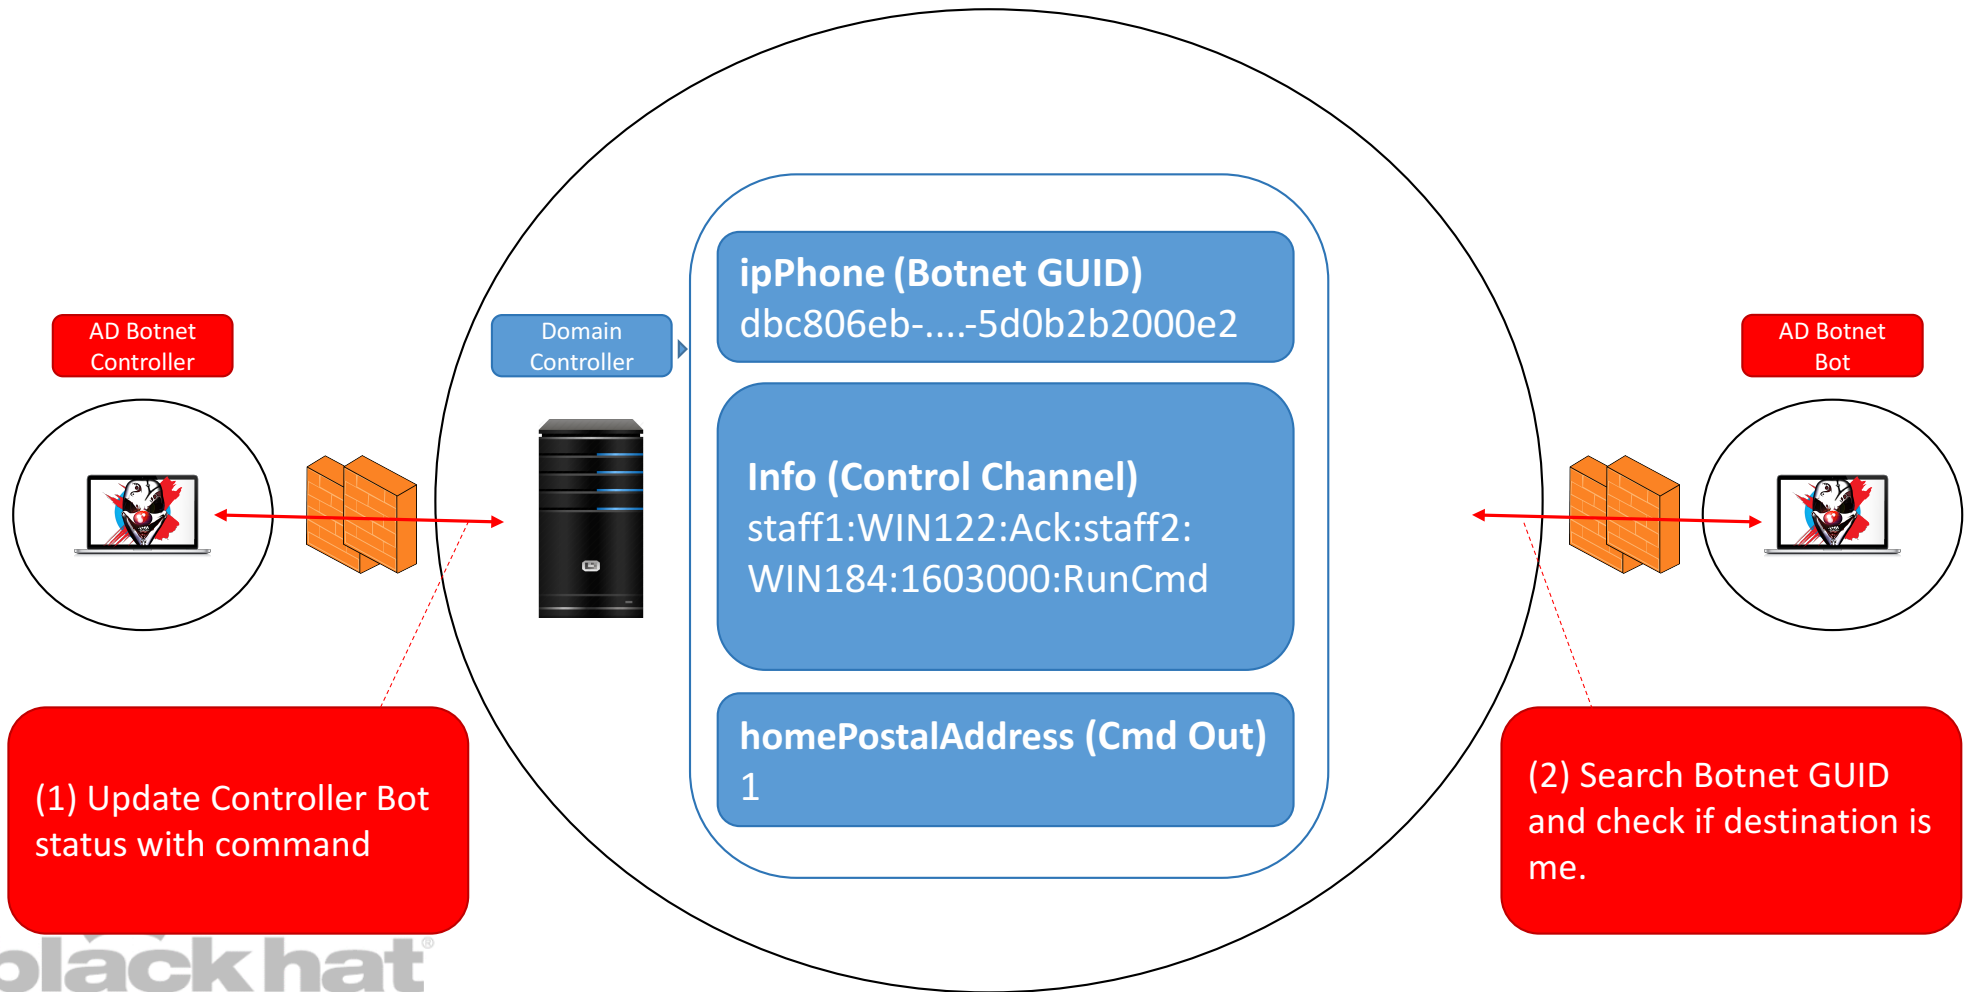 AD Botnet
Controller
Domain
Controller
ipPhone (Botnet GUID)
dbc806eb-....-5d0b2b2000e2
Info (Control Channel)
staff1:WIN122:Ack:staff2:
WIN184:1603000:RunCmd
homePostalAddress (Cmd Out)
1
AD Botnet
Bot
(1) Update Controller Bot
status with command
(2) Search Botnet GUID
and check if destination is
me.
black hat®